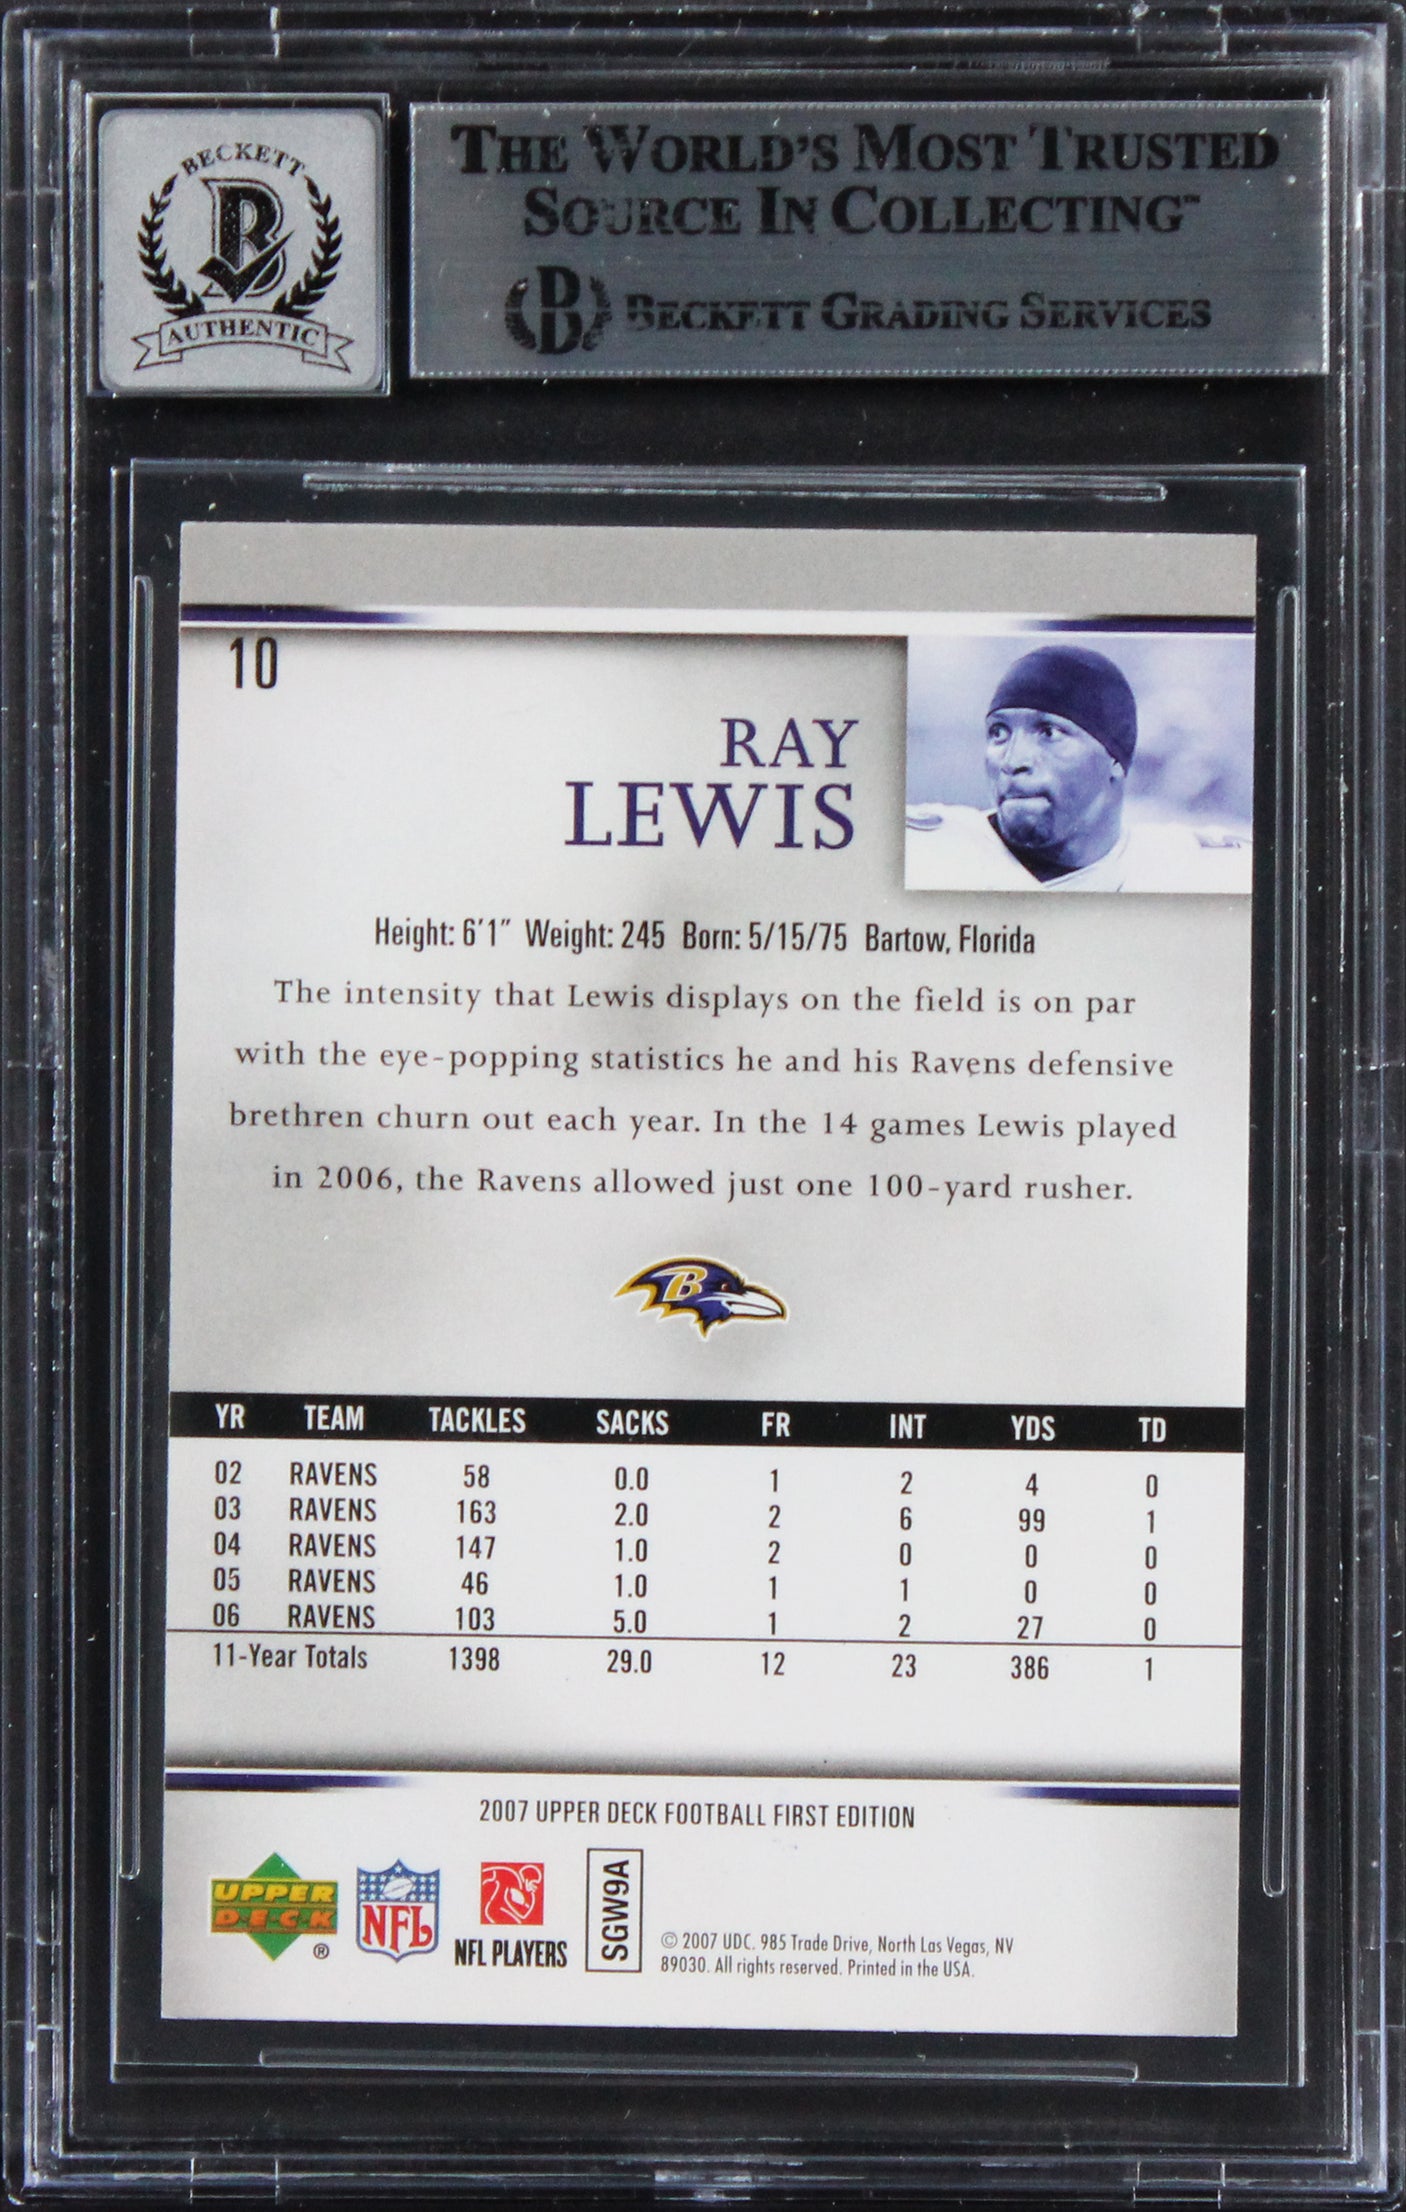 BECKETT
B
AUTHENTIC
THE WORLD'S MOST TRUSTED
SOURCE IN COLLECTING™
B BECKETT GRADING SERVICES
10
RAY
LEWIS
Height: 6'1" Weight: 245 Born: 5/15/75 Bartow, Florida
The intensity that Lewis displays on the field is on par
with the eye-popping statistics he and his Ravens defensive
brethren churn out each year. In the 14 games Lewis played
in 2006, the Ravens allowed just one 100-yard rusher.
B
YR TEAM TACKLES SACKS FR INT YDS TD
02 RAVENS 58 0.0 1 2 4 0
03 RAVENS 163 2.0 2 6 99 1
04 RAVENS 147 1.0 2 0 0 0
05 RAVENS 46 1.0 1 1 0 0
06 RAVENS 103 5.0 1 2 27 0
11-Year Totals 1398 29.0 12 23 386 1
2007 UPPER DECK FOOTBALL FIRST EDITION
UPPER
DECK
®
NFL
NFL PLAYERS
SGW9A
© 2007 UDC. 985 Trade Drive, North Las Vegas, NV
89030. All rights reserved. Printed in the USA.